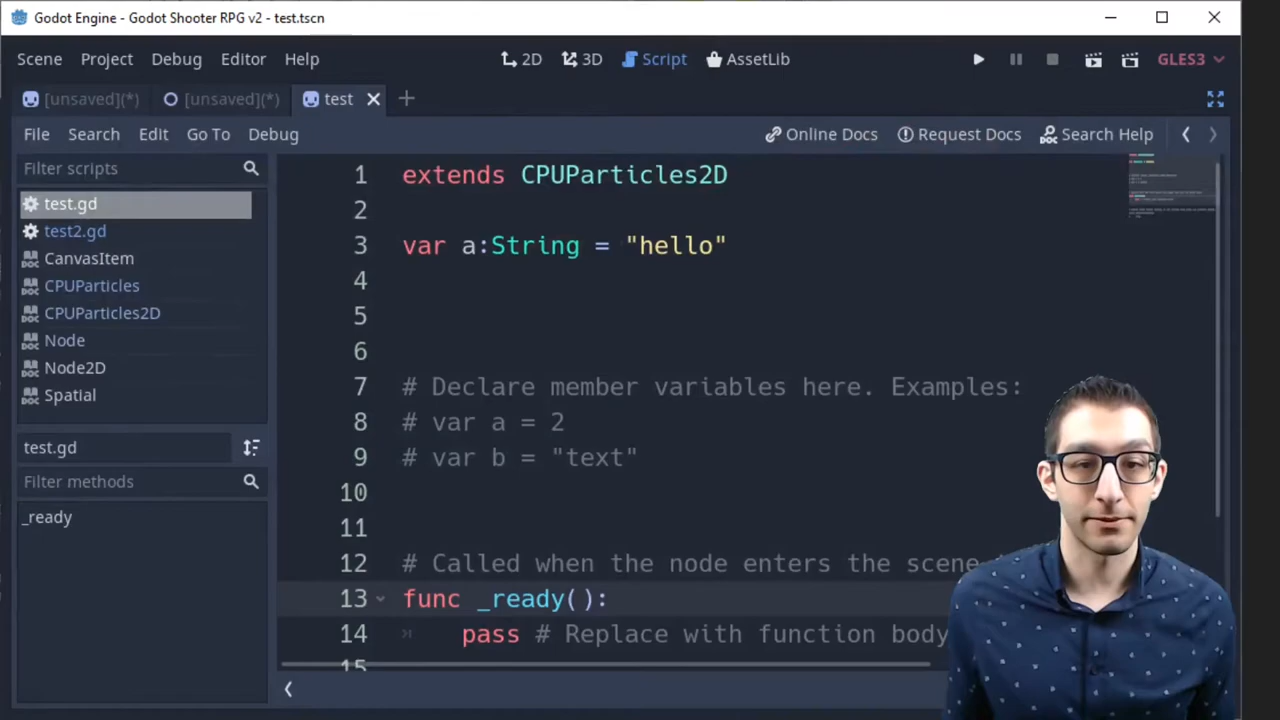 Godot Engine - Godot Shooter RPG v2 - test.tscn
Scene Project Debug Editor Help 2D 3D Script AssetLib GLES3
[unsaved](*) [unsaved](*) test
File Search Edit Go To Debug Online Docs Request Docs Search Help
Filter scripts
test.gd
test2.gd
CanvasItem
CPUParticles
CPUParticles2D
Node
Node2D
Spatial
test.gd
Filter methods
_ready
1 extends CPUParticles2D
2
3 var a:String = "hello"
4
5
6
7 # Declare member variables here. Examples:
8 # var a = 2
9 # var b = "text"
10
11
12 # Called when the node enters the scene
13 func _ready():
14 pass # Replace with function body
15